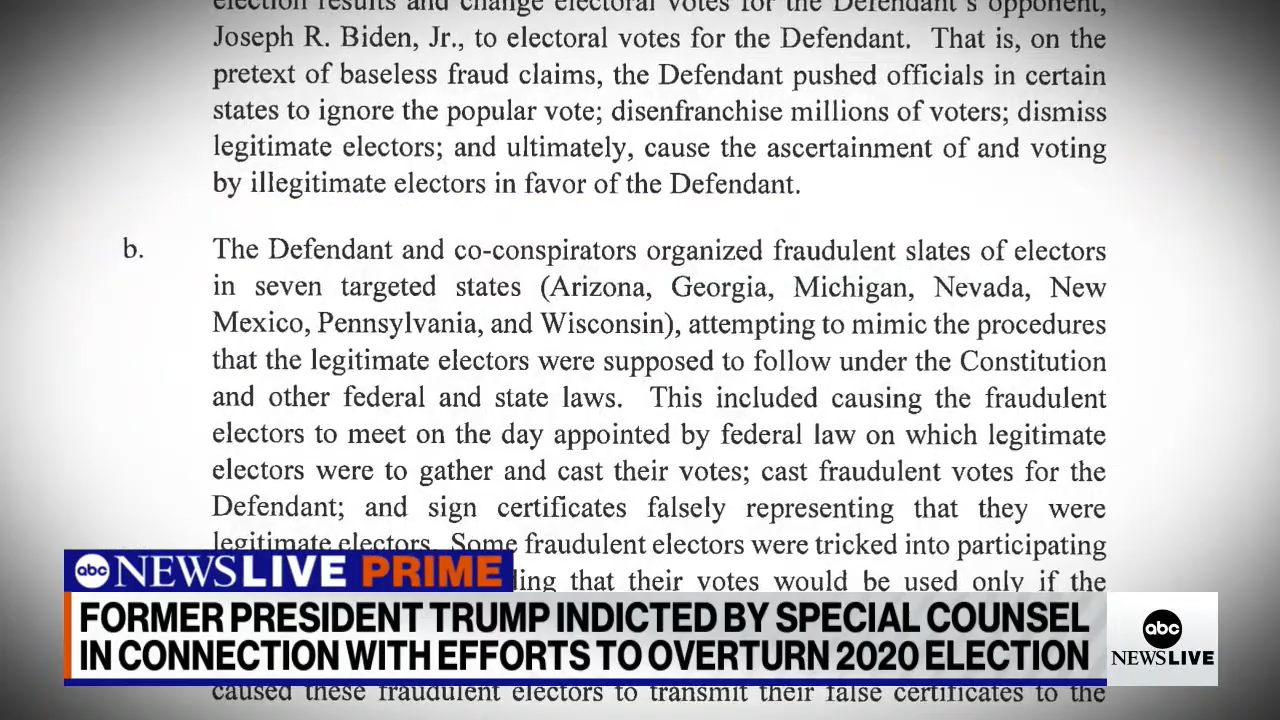 election results and change electoral votes for the Defendant's opponent,
Joseph R. Biden, Jr., to electoral votes for the Defendant. That is, on the
pretext of baseless fraud claims, the Defendant pushed officials in certain
states to ignore the popular vote; disenfranchise millions of voters; dismiss
legitimate electors; and ultimately, cause the ascertainment of and voting
by illegitimate electors in favor of the Defendant.
b. The Defendant and co-conspirators organized fraudulent slates of electors
in seven targeted states (Arizona, Georgia, Michigan, Nevada, New
Mexico, Pennsylvania, and Wisconsin), attempting to mimic the procedures
that the legitimate electors were supposed to follow under the Constitution
and other federal and state laws. This included causing the fraudulent
electors to meet on the day appointed by federal law on which legitimate
electors were to gather and cast their votes; cast fraudulent votes for the
Defendant; and sign certificates falsely representing that they were
legitimate electors. Some fraudulent electors were tricked into participating
that their votes would be used only if the
abc NEWS LIVE PRIME
FORMER PRESIDENT TRUMP INDICTED BY SPECIAL COUNSEL
IN CONNECTION WITH EFFORTS TO OVERTURN 2020 ELECTION
abc
NEWS LIVE
caused these fraudulent electors to transmit their false certificates to the